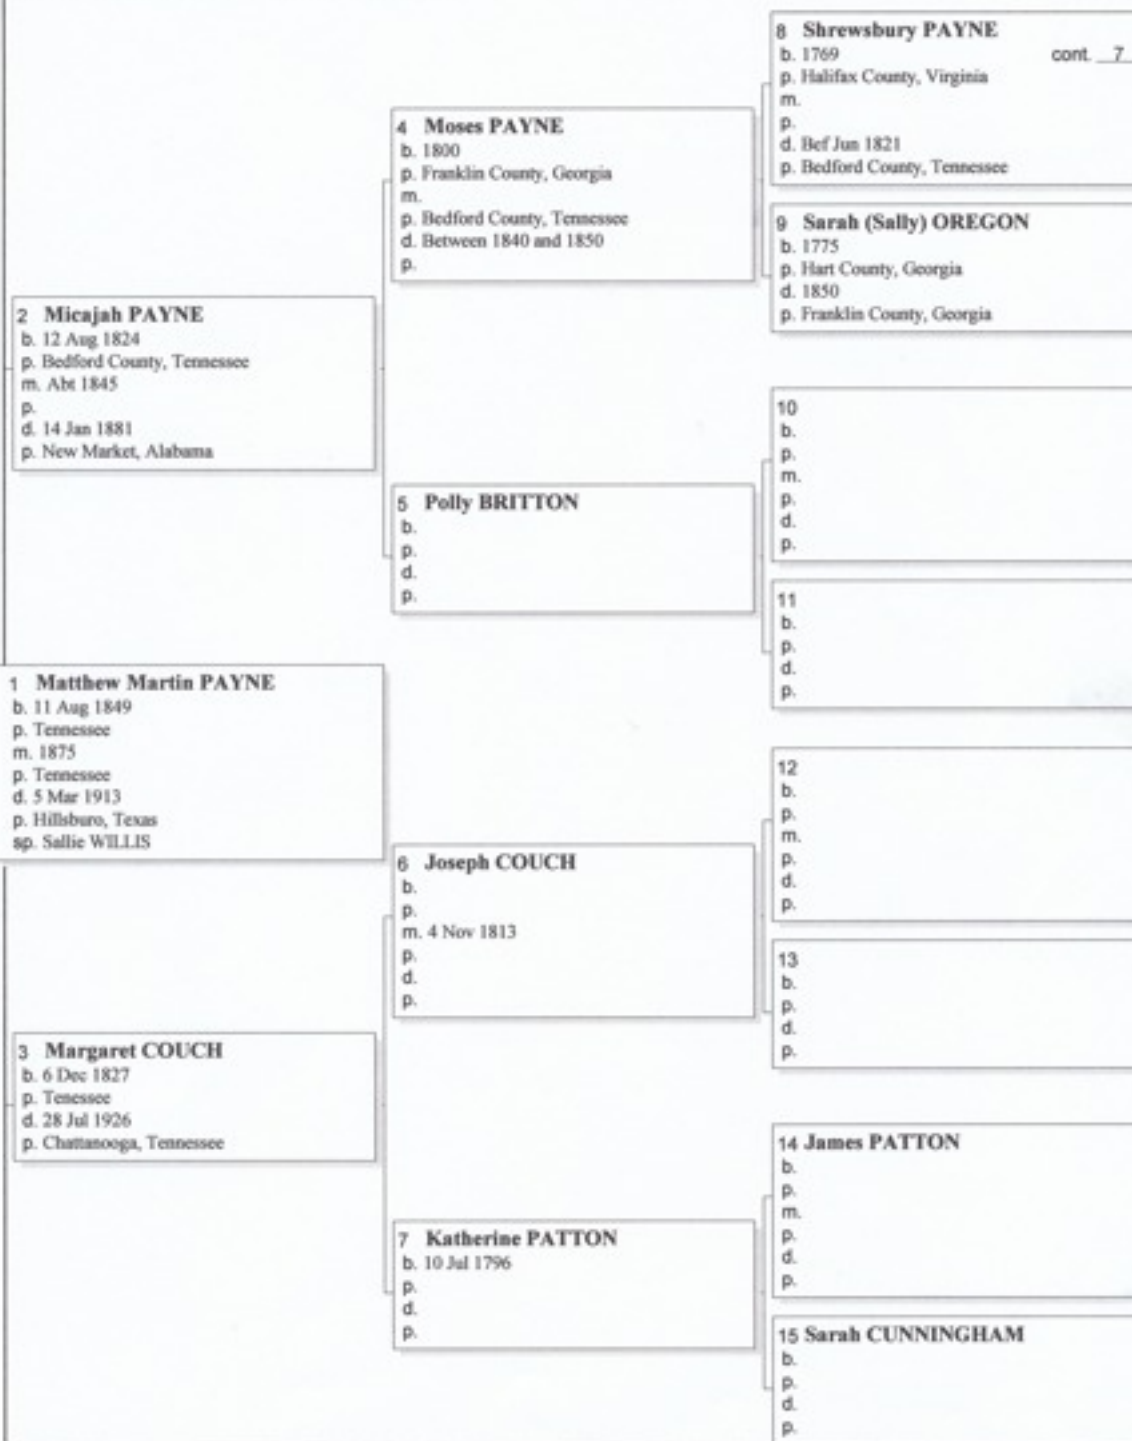 8 Shrewsbury PAYNE
b. 1769 cont. 7
p. Halifax County, Virginia
m.
p.
d. Bef Jun 1821
p. Bedford County, Tennessee
4 Moses PAYNE
b. 1800
p. Franklin County, Georgia
m.
p. Bedford County, Tennessee
d. Between 1840 and 1850
p.
9 Sarah (Sally) OREGON
b. 1775
p. Hart County, Georgia
d. 1850
p. Franklin County, Georgia
2 Micajah PAYNE
b. 12 Aug 1824
p. Bedford County, Tennessee
m. Abt 1845
p.
d. 14 Jan 1881
p. New Market, Alabama
10
b.
p.
m.
p.
d.
p.
5 Polly BRITTON
b.
p.
d.
p.
11
b.
p.
d.
p.
1 Matthew Martin PAYNE
b. 11 Aug 1849
p. Tennessee
m. 1875
p. Tennessee
d. 5 Mar 1913
p. Hillsburo, Texas
sp. Sallie WILLIS
12
b.
p.
m.
p.
d.
p.
6 Joseph COUCH
b.
p.
m. 4 Nov 1813
p.
d.
p.
13
b.
p.
d.
p.
3 Margaret COUCH
b. 6 Dec 1827
p. Tenessee
d. 28 Jul 1926
p. Chattanooga, Tennessee
14 James PATTON
b.
p.
m.
p.
d.
p.
7 Katherine PATTON
b. 10 Jul 1796
p.
d.
p.
15 Sarah CUNNINGHAM
b.
p.
d.
p.